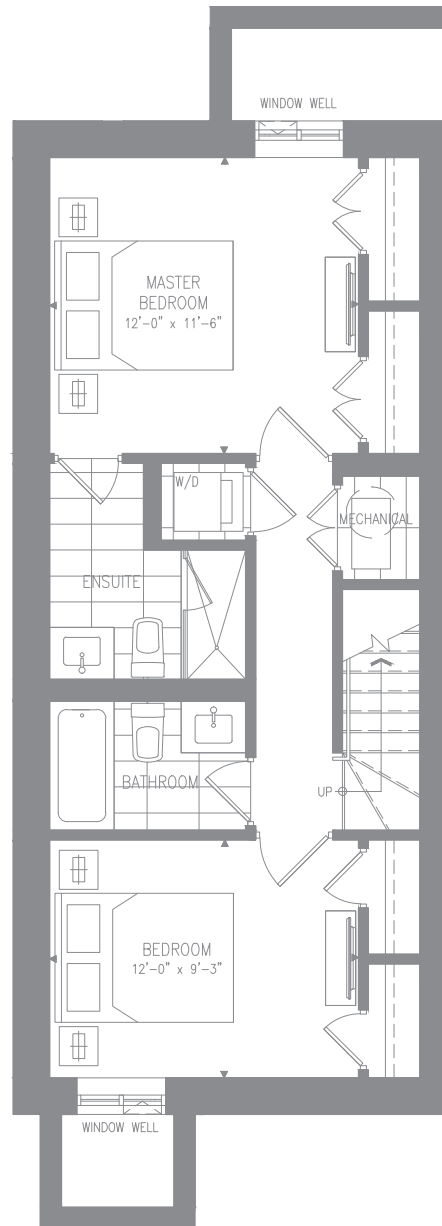 WINDOW WELL
MASTER
BEDROOM
12'-0" x 11'-6"
W/D
MECHANICAL
ENSUITE
BATHROOM
UP
BEDROOM
12'-0" x 9'-3"
WINDOW WELL